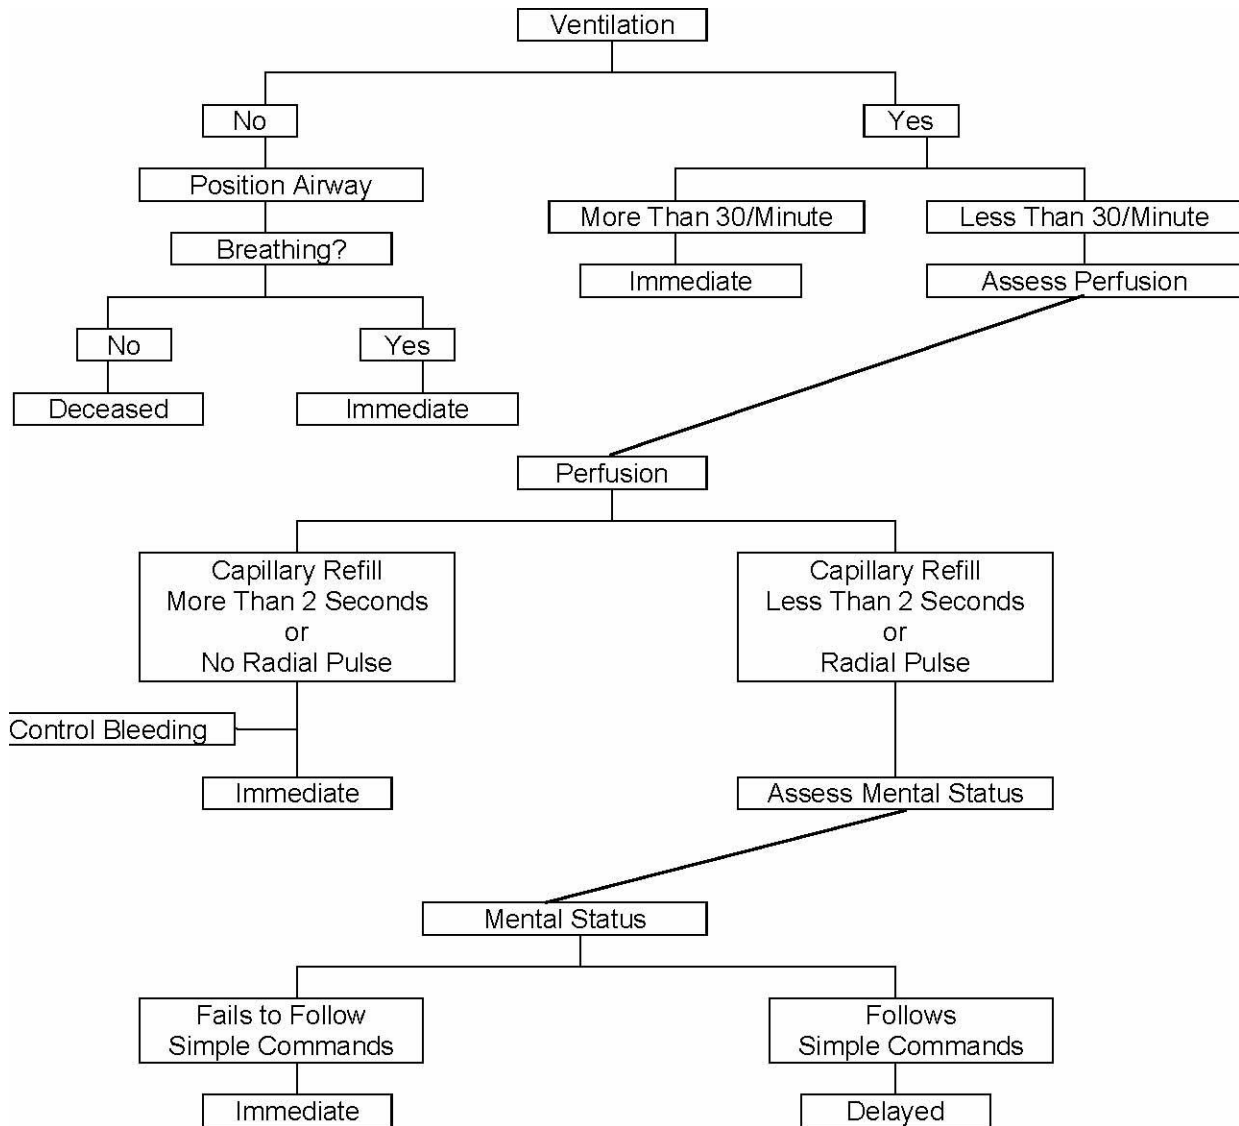 Ventilation
No
Yes
Position Airway
More Than 30/Minute
Less Than 30/Minute
Breathing?
Immediate
Assess Perfusion
No
Yes
Deceased
Immediate
Perfusion
Capillary Refill
More Than 2 Seconds
or
No Radial Pulse
Capillary Refill
Less Than 2 Seconds
or
Radial Pulse
Control Bleeding
Immediate
Assess Mental Status
Mental Status
Fails to Follow
Simple Commands
Follows
Simple Commands
Immediate
Delayed